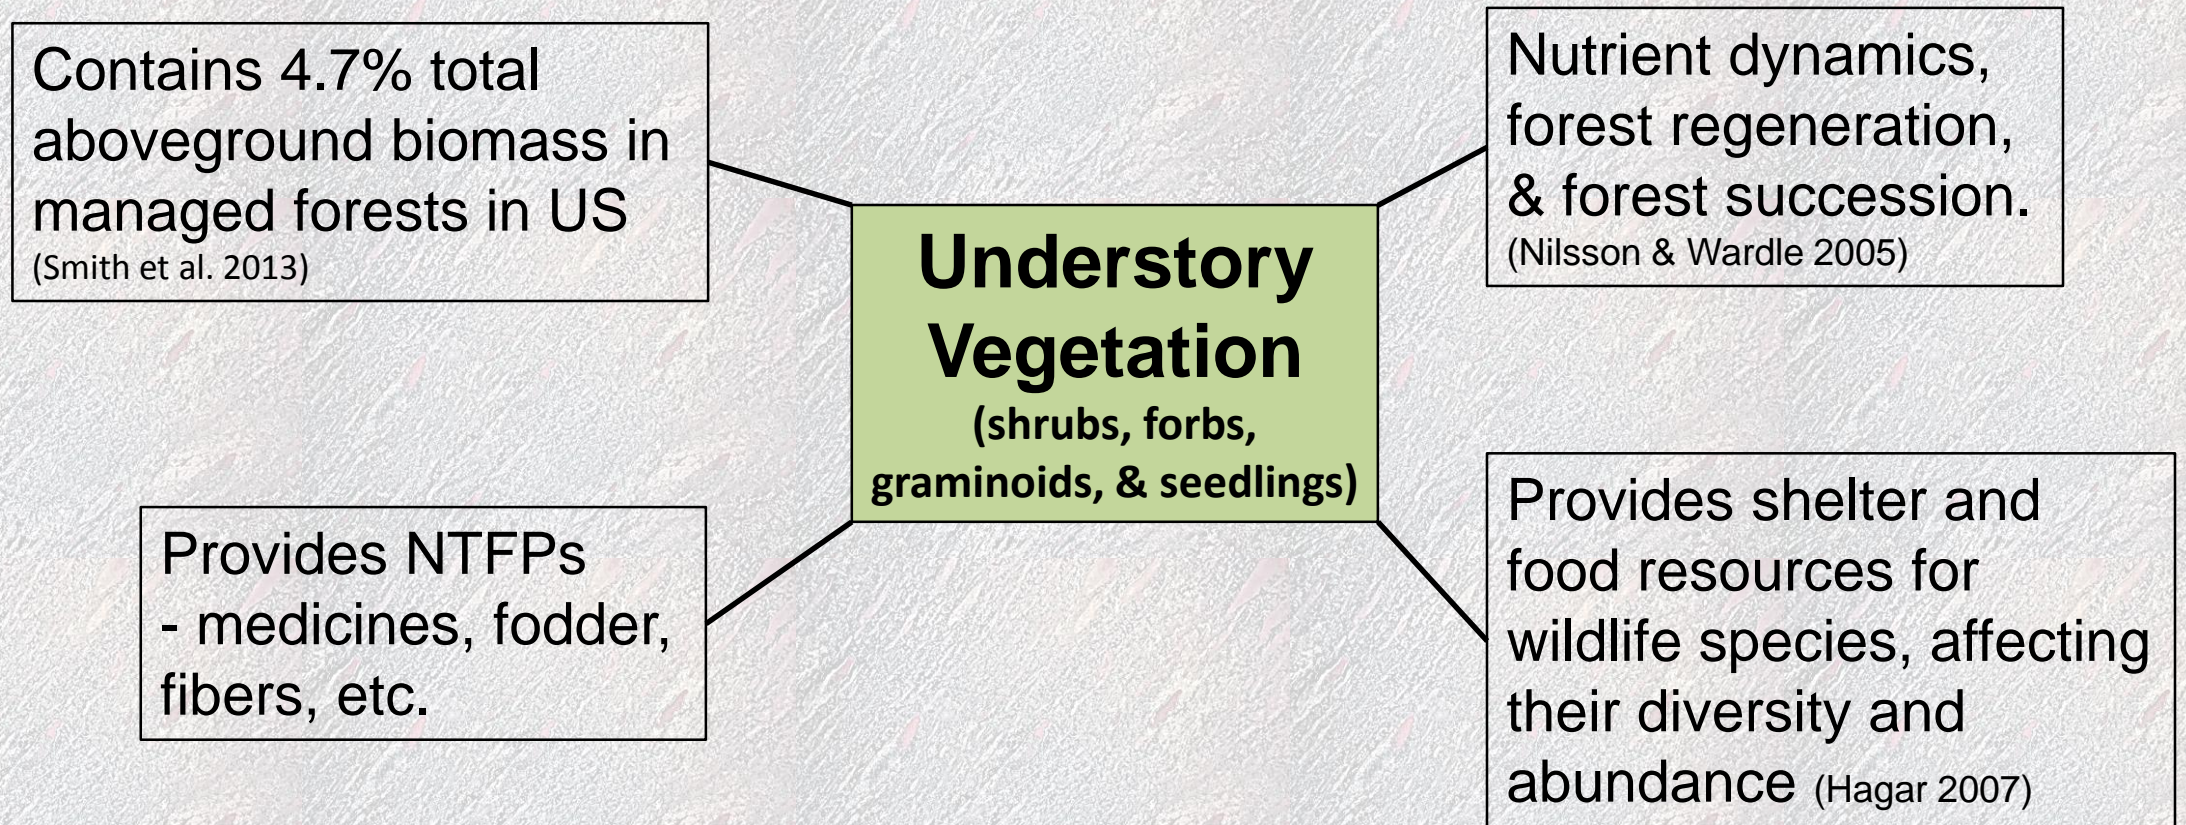 Contains 4.7% total
aboveground biomass in
managed forests in US
(Smith et al. 2013)
Nutrient dynamics,
forest regeneration,
& forest succession.
(Nilsson & Wardle 2005)
Understory
Vegetation
(shrubs, forbs,
graminoids, & seedlings)
Provides NTFPs
- medicines, fodder,
fibers, etc.
Provides shelter and
food resources for
wildlife species, affecting
their diversity and
abundance (Hagar 2007)